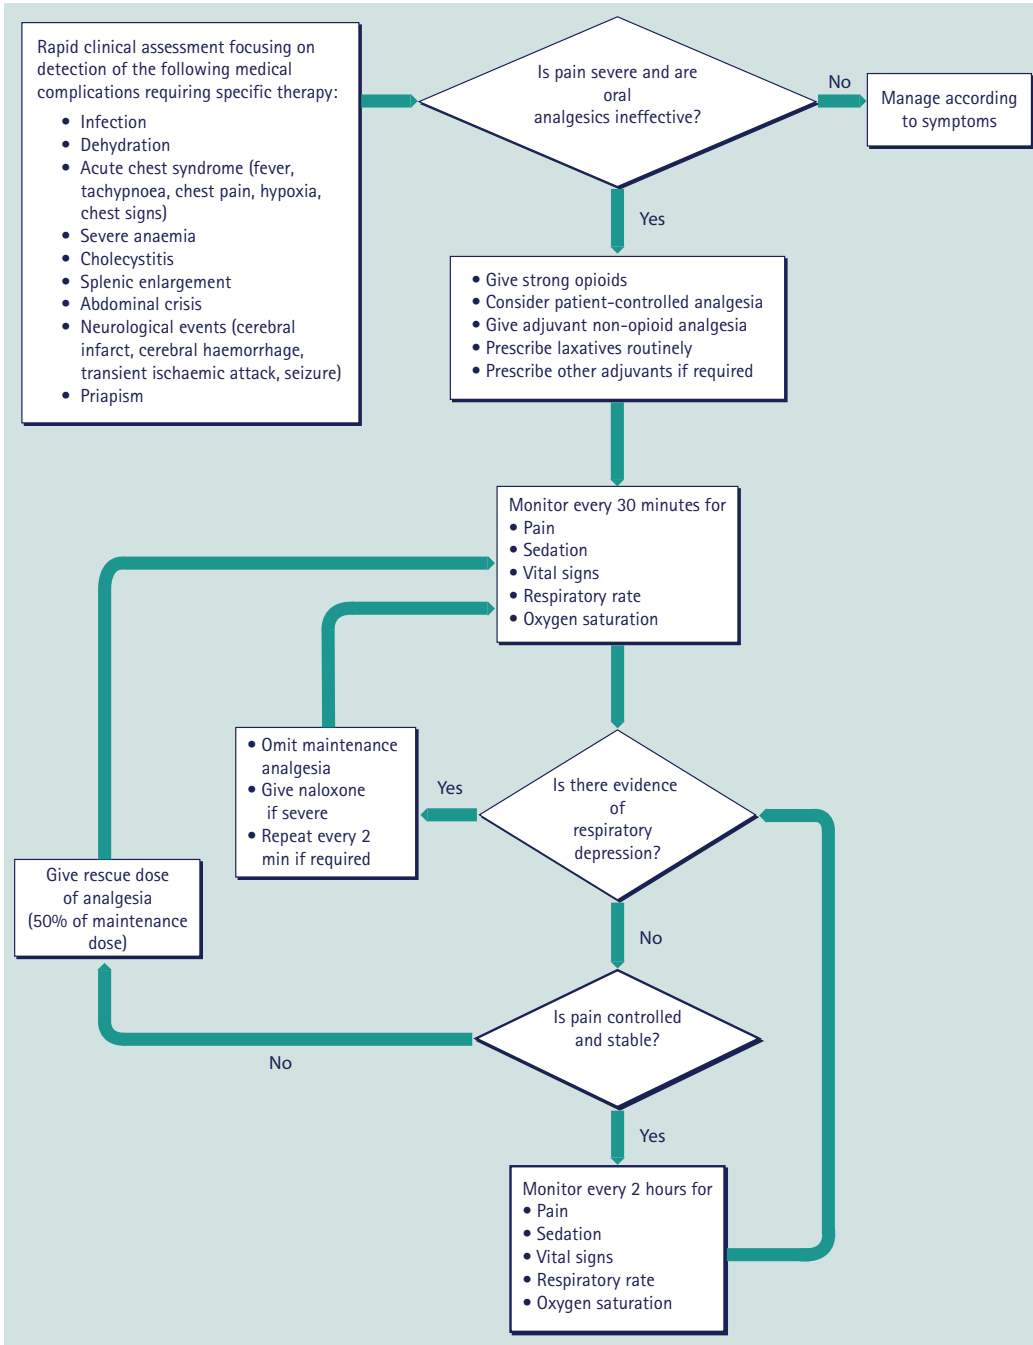 Rapid clinical assessment focusing on
detection of the following medical
complications requiring specific therapy:
• Infection
• Dehydration
• Acute chest syndrome (fever,
tachypnoea, chest pain, hypoxia,
chest signs)
• Severe anaemia
• Cholecystitis
• Splenic enlargement
• Abdominal crisis
• Neurological events (cerebral
infarct, cerebral haemorrhage,
transient ischaemic attack, seizure)
• Priapism
Is pain severe and are
oral
analgesics ineffective?
No
Manage according
to symptoms
Yes
• Give strong opioids
• Consider patient-controlled analgesia
• Give adjuvant non-opioid analgesia
• Prescribe laxatives routinely
• Prescribe other adjuvants if required
Monitor every 30 minutes for
• Pain
• Sedation
• Vital signs
• Respiratory rate
• Oxygen saturation
• Omit maintenance
analgesia
• Give naloxone
if severe
• Repeat every 2
min if required
Yes
Is there evidence
of
respiratory
depression?
Give rescue dose
of analgesia
(50% of maintenance
dose)
No
Is pain controlled
and stable?
No
Yes
Monitor every 2 hours for
• Pain
• Sedation
• Vital signs
• Respiratory rate
• Oxygen saturation